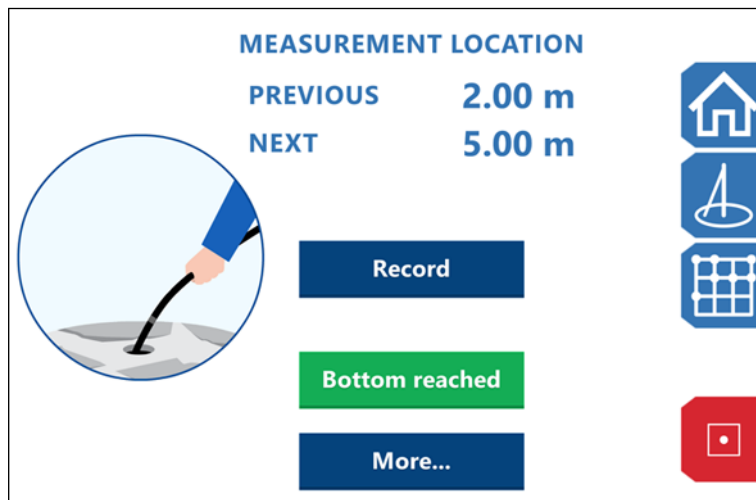 MEASUREMENT LOCATION
PREVIOUS 2.00 m
NEXT 5.00 m
Record
Bottom reached
More...